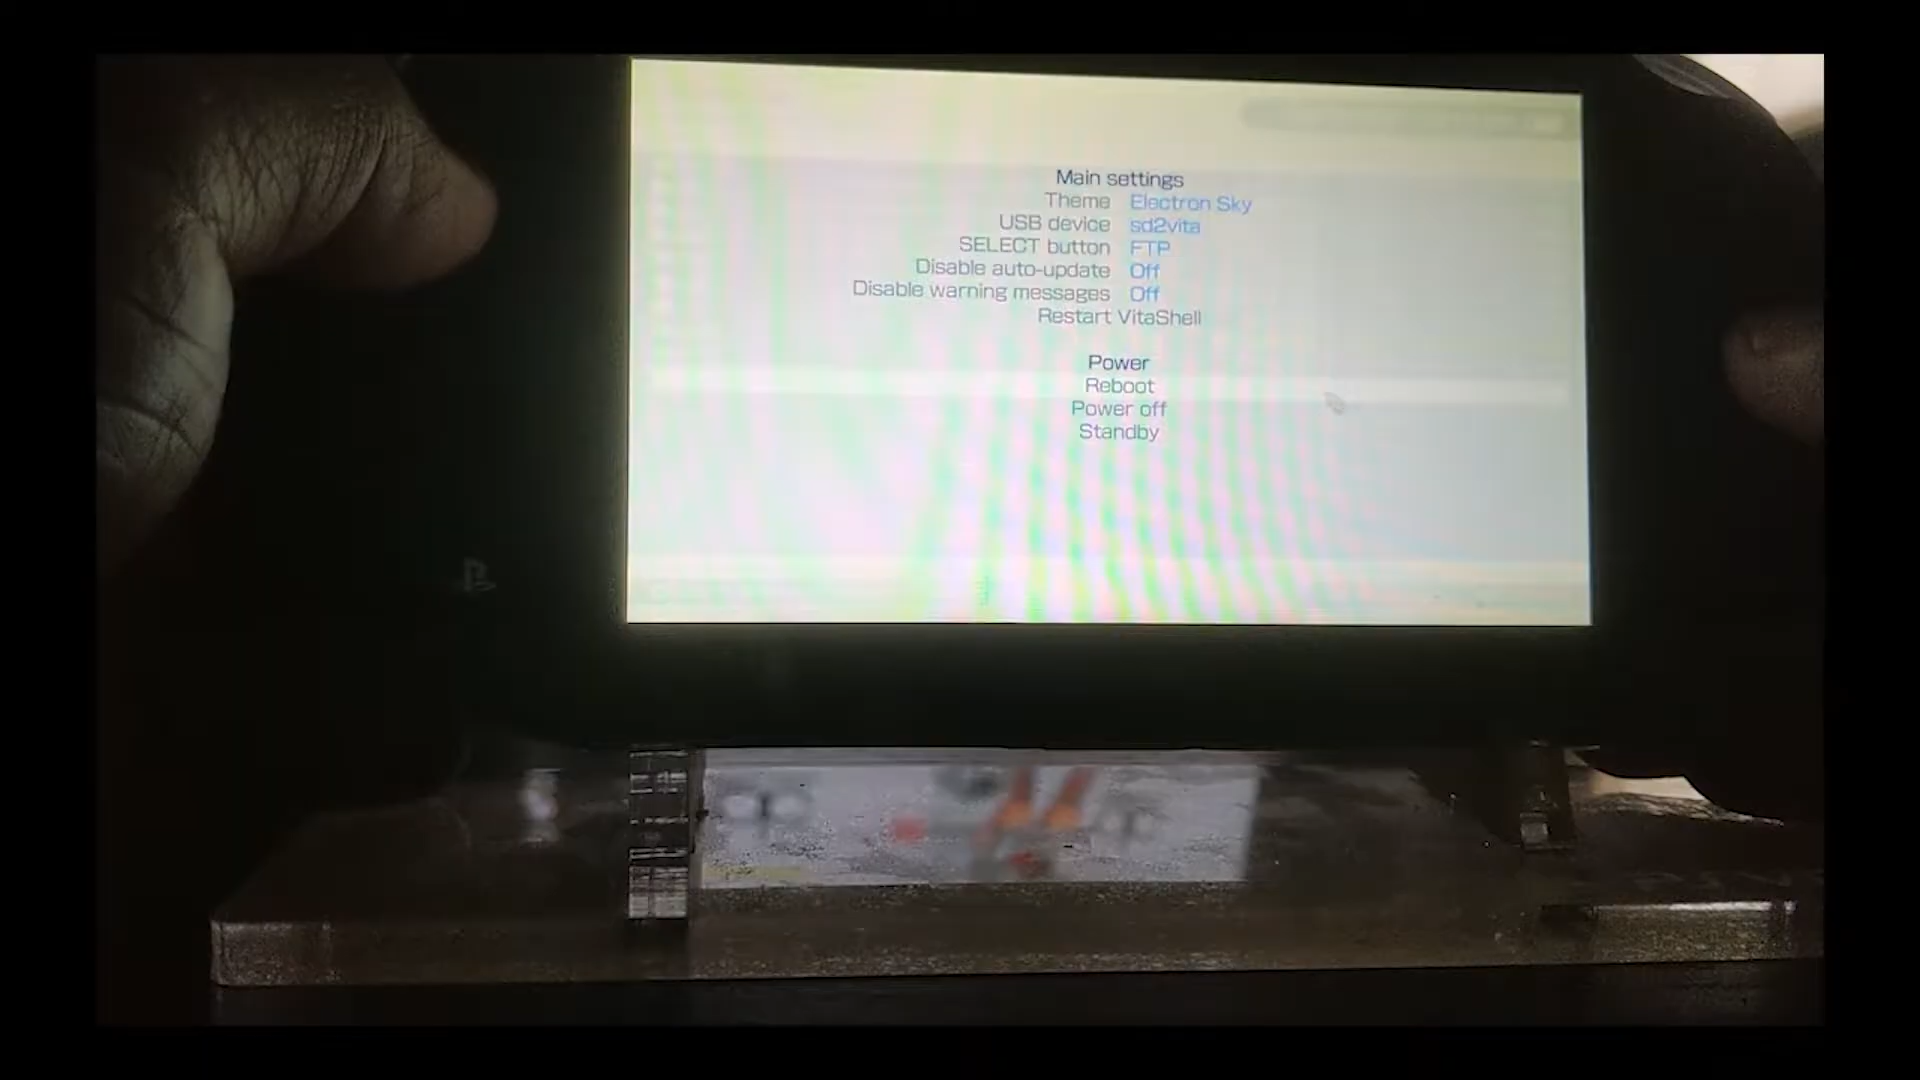 Main settings
Theme Electron Sky
USB device sd2vita
SELECT button FTP
Disable auto-update Off
Disable warning messages Off
Restart VitaShell
Power
Reboot
Power off
Standby